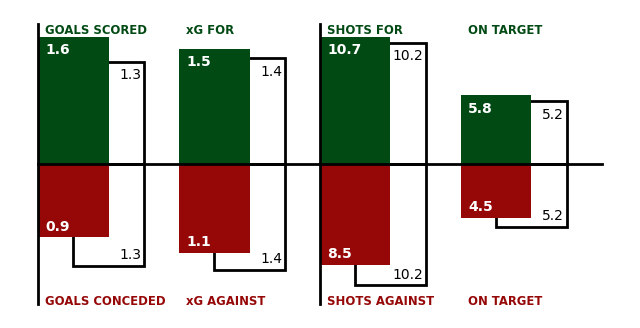 GOALS SCORED xG FOR SHOTS FOR ON TARGET
1.6 1.3 1.5 1.4 10.7 10.2 5.8 5.2
0.9 1.3 1.1 1.4 8.5 10.2 4.5 5.2
GOALS CONCEDED xG AGAINST SHOTS AGAINST ON TARGET